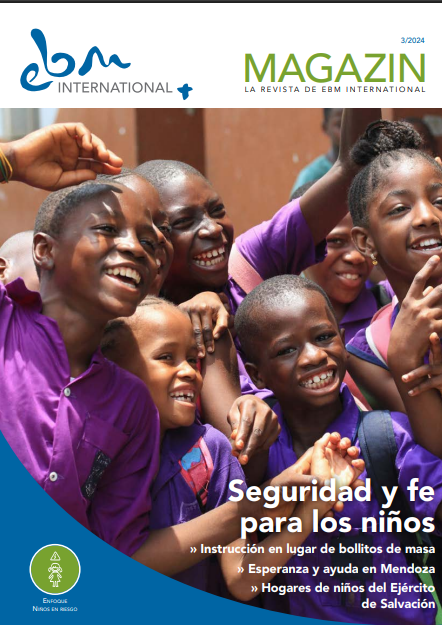 3/2024
ebm
INTERNATIONAL
MAGAZIN
LA REVISTA DE EBM INTERNATIONAL
Seguridad y fe
para los niños
» Instrucción en lugar de bollitos de masa
» Esperanza y ayuda en Mendoza
» Hogares de niños del Ejército
de Salvación
Enfoque
Niños en riesgo